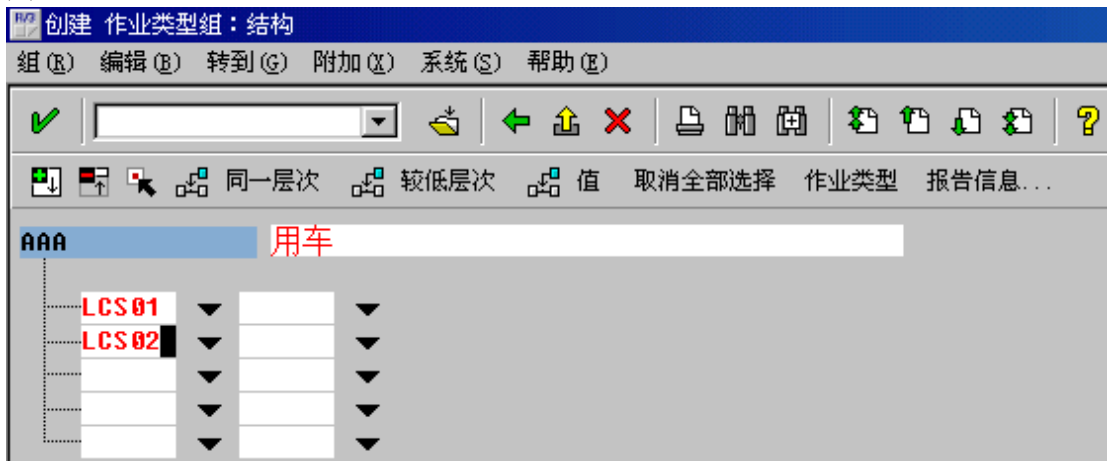 创建 作业类型组：结构
组(R) 编辑(B) 转到(G) 附加(X) 系统(S) 帮助(E)
同一层次 较低层次 值 取消全部选择 作业类型 报告信息...
AAA 用车
LCS01
LCS02